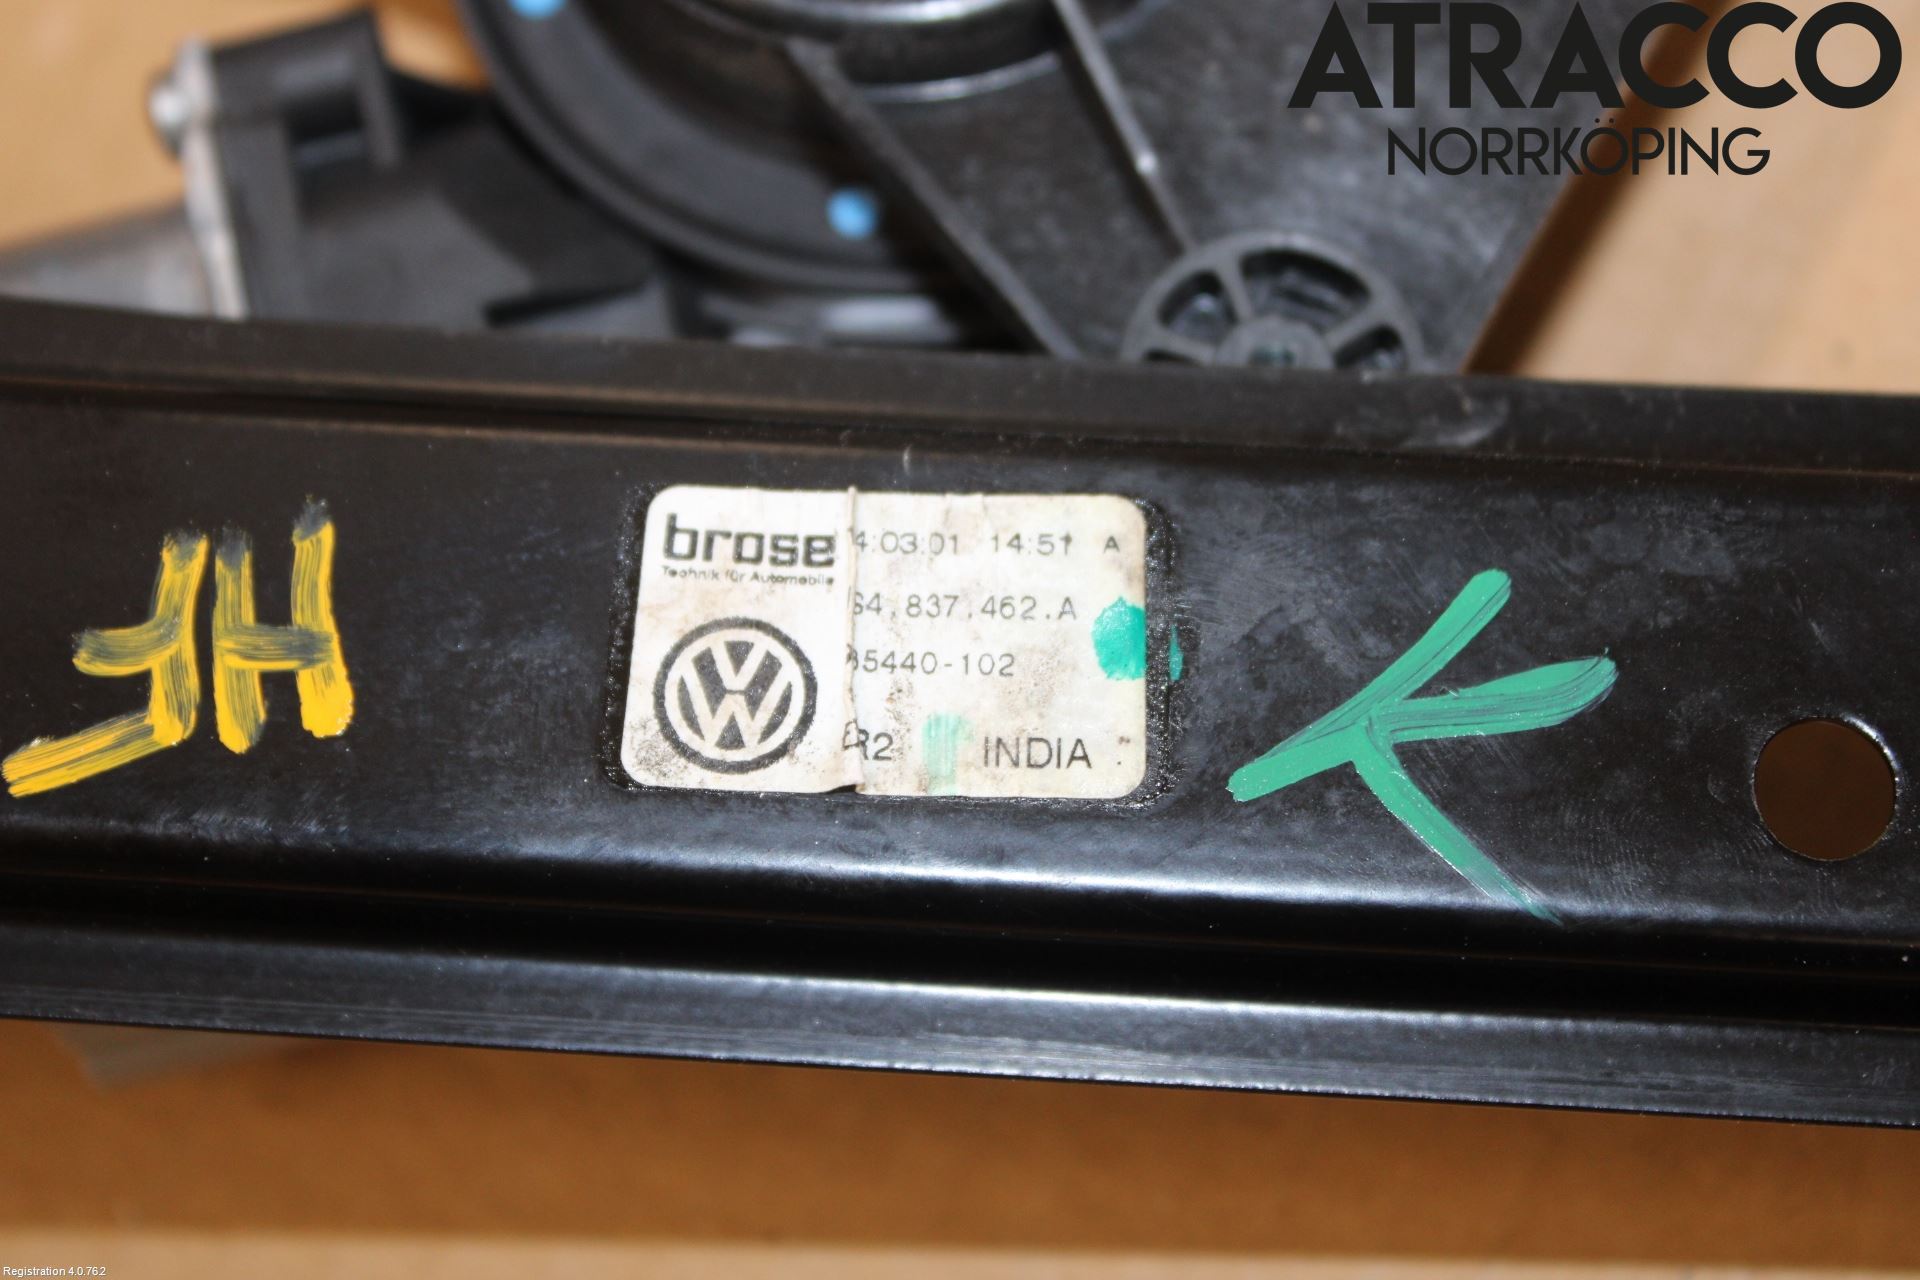 ATRACCO
NORRKÖPING
brose
Technik für Automobile
4:03:01 14:51 A
S4.837.462.A
5440-102
R2 INDIA
HF
K
Registration 4.0.762